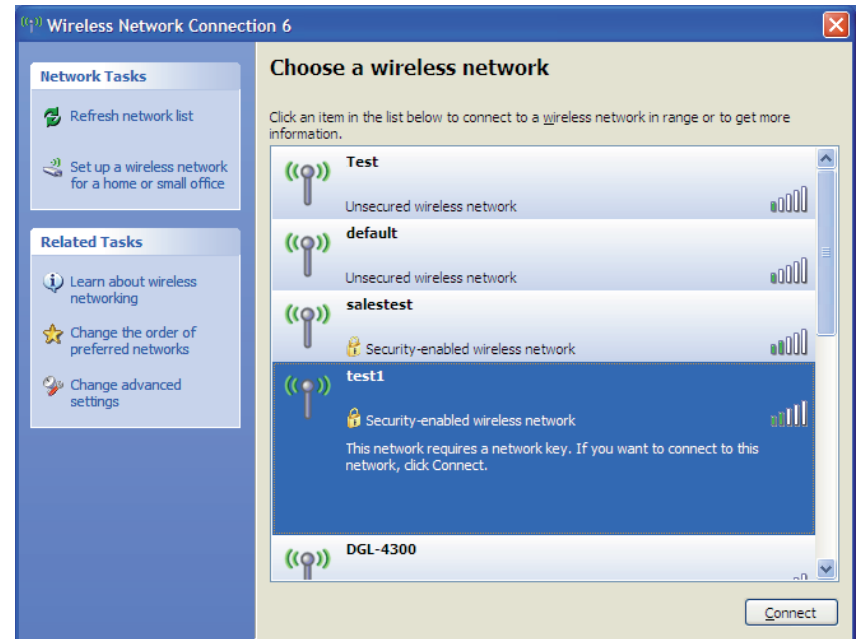 Wireless Network Connection 6
Network Tasks
Refresh network list
Set up a wireless network
for a home or small office
Related Tasks
Learn about wireless
networking
Change the order of
preferred networks
Change advanced
settings
Choose a wireless network
Click an item in the list below to connect to a wireless network in range or to get more
information.
Test
Unsecured wireless network
default
Unsecured wireless network
salestest
Security-enabled wireless network
test1
Security-enabled wireless network
This network requires a network key. If you want to connect to this
network, click Connect.
DGL-4300
Connect